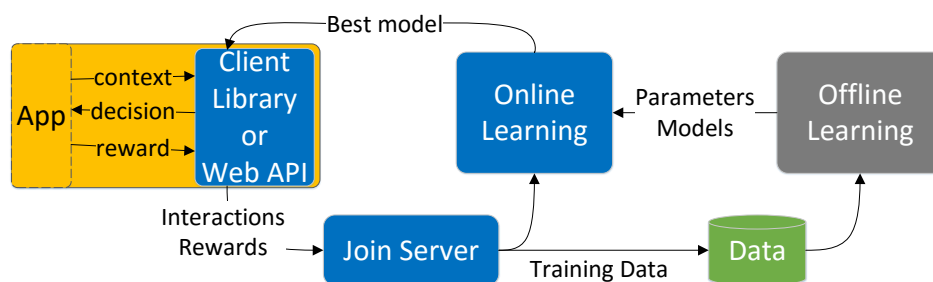 Best model
App
context
decision
reward
Client
Library
or
Web API
Online
Learning
Parameters
Models
Offline
Learning
Interactions
Rewards
Join Server
Training Data
Data